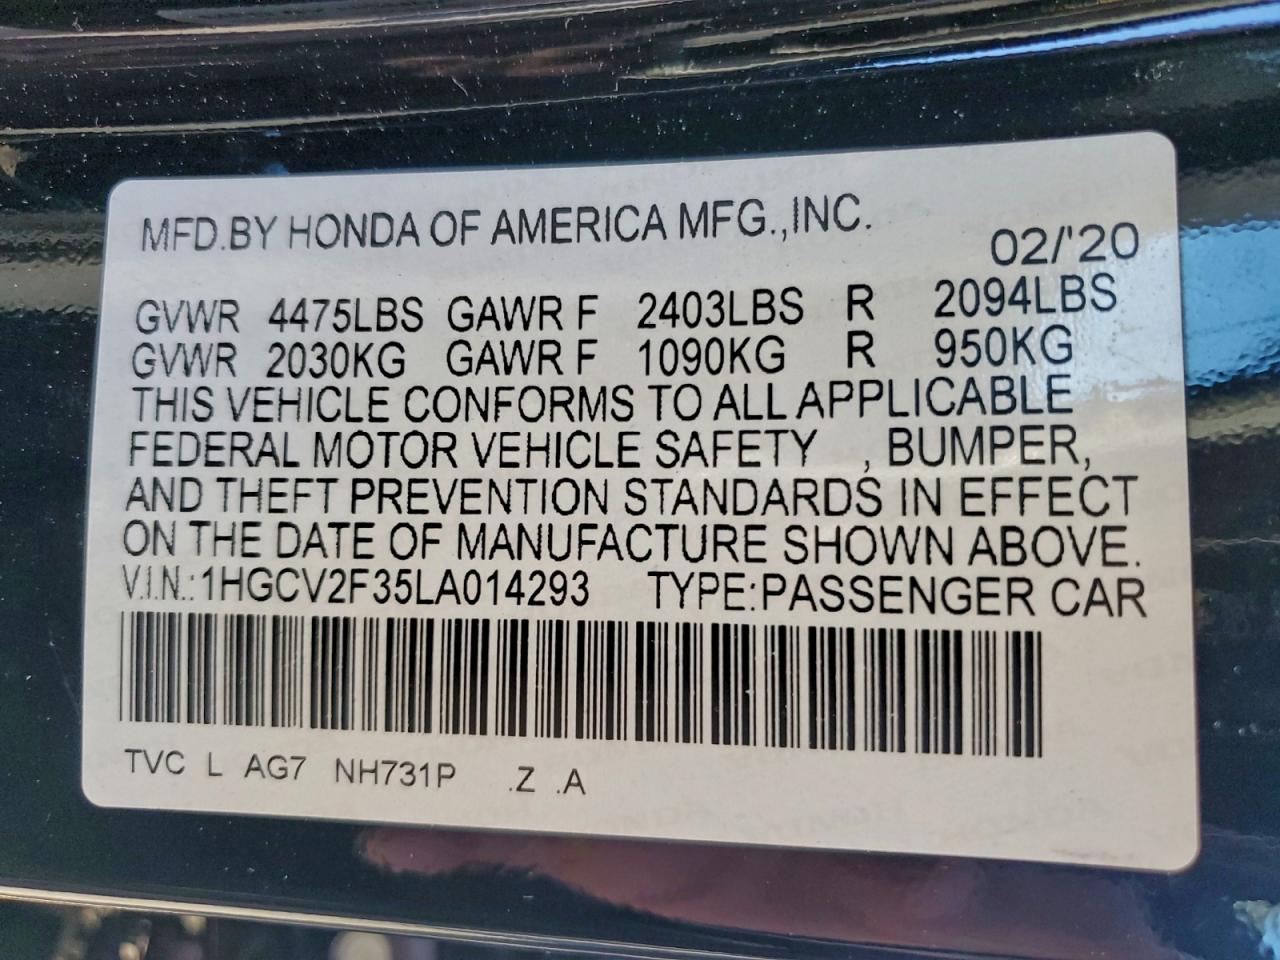 MFD.BY HONDA OF AMERICA MFG.,INC.
02/'20
GVWR 4475LBS GAWR F 2403LBS R 2094LBS
GVWR 2030KG GAWR F 1090KG R 950KG
THIS VEHICLE CONFORMS TO ALL APPLICABLE
FEDERAL MOTOR VEHICLE SAFETY , BUMPER,
AND THEFT PREVENTION STANDARDS IN EFFECT
ON THE DATE OF MANUFACTURE SHOWN ABOVE.
V.I.N.:1HGCV2F35LA014293 TYPE:PASSENGER CAR
TVC L AG7 NH731P .Z .A